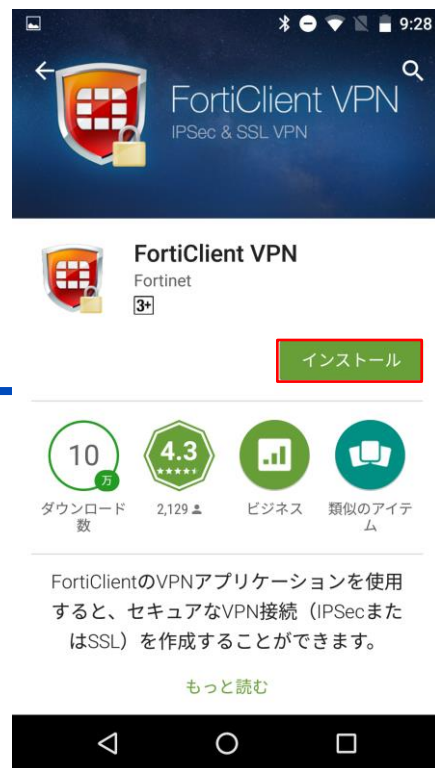 9:28
FortiClient VPN
IPSec & SSL VPN
FortiClient VPN
Fortinet
3+
インストール
10
万
4.3
ダウンロード
数
2,129
ビジネス
類似のアイテ
ム
FortiClientのVPNアプリケーションを使用
すると、セキュアなVPN接続（IPSecまた
はSSL）を作成することができます。
もっと読む